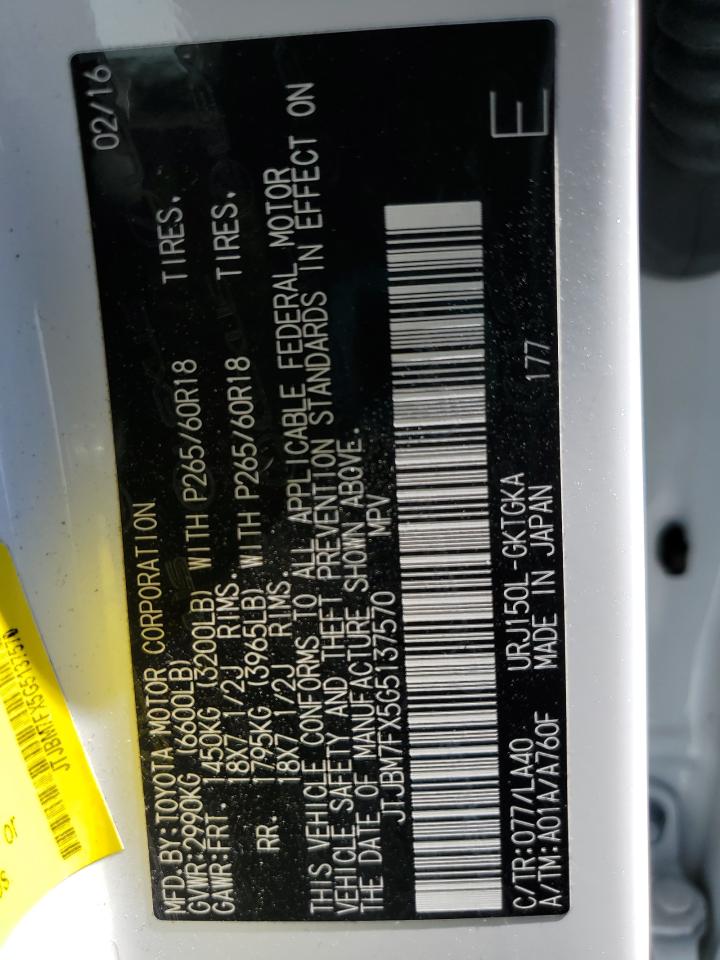 02/16
MFD.BY:TOYOTA MOTOR CORPORATION
GVWR:2990KG (6600LB)
GAWR:FRT. 1450KG (3200LB) WITH P265/60R18 TIRES.
18X7 1/2J RIMS.
RR. 1795KG (3965LB) WITH P265/60R18 TIRES.
18X7 1/2J RIMS.
THIS VEHICLE CONFORMS TO ALL APPLICABLE FEDERAL MOTOR
VEHICLE SAFETY AND THEFT PREVENTION STANDARDS IN EFFECT ON
THE DATE OF MANUFACTURE SHOWN ABOVE.
JTJBM7FX5G5137570 MPV
C/TR:077/LA40 URJ150L-GKTGKA 177
A/TM:A01A/A760F MADE IN JAPAN
E
JTJBM7FX5G5137570
or